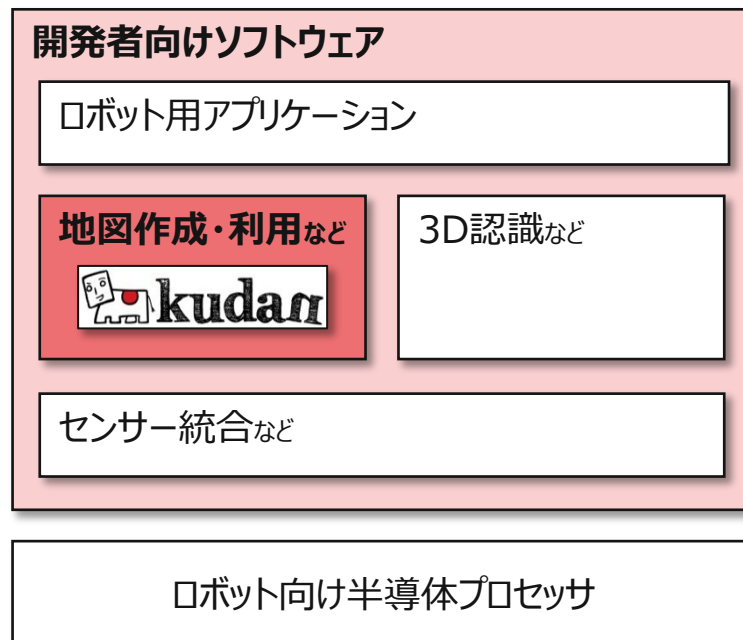 開発者向けソフトウェア
ロボット用アプリケーション
地図作成・利用など
kudan
3D認識など
センサー統合など
ロボット向け半導体プロセッサ